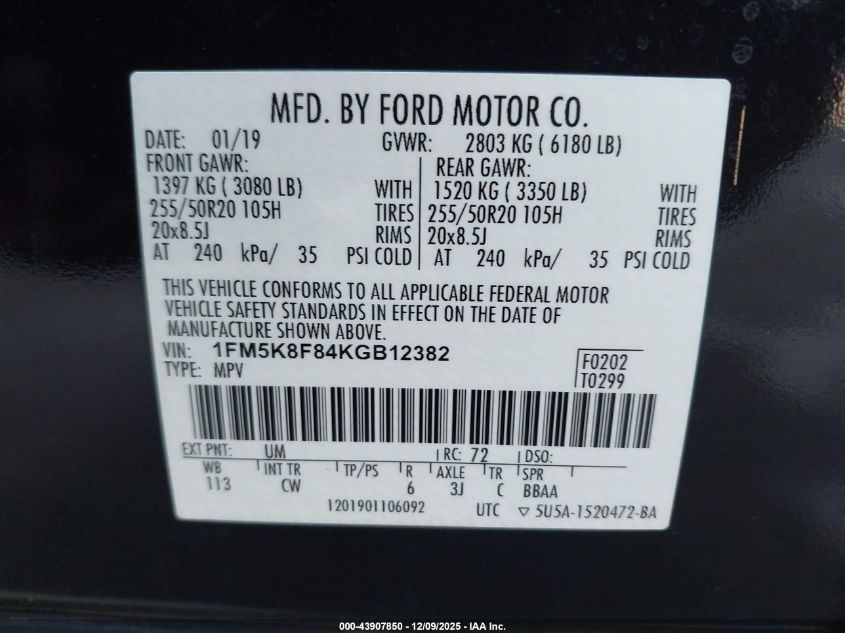 MFD. BY FORD MOTOR CO.
DATE: 01/19 GVWR: 2803 KG ( 6180 LB)
FRONT GAWR: REAR GAWR:
1397 KG ( 3080 LB) WITH 1520 KG ( 3350 LB) WITH
255/50R20 105H TIRES 255/50R20 105H TIRES
20x8.5J RIMS 20x8.5J RIMS
AT 240 kPa/ 35 PSI COLD AT 240 kPa/ 35 PSI COLD
THIS VEHICLE CONFORMS TO ALL APPLICABLE FEDERAL MOTOR
VEHICLE SAFETY STANDARDS IN EFFECT ON THE DATE OF
MANUFACTURE SHOWN ABOVE.
VIN: 1FM5K8F84KGB12382 F0202
TYPE: MPV T0299
EXT PNT: UM RC: 72 DSO:
WB INT TR TP/PS R AXLE TR SPR
113 CW 6 3J C BBAA
1201901106092 UTC ▽ 5U5A-1520472-BA
000-43907850 - 12/09/2025 - IAA Inc.